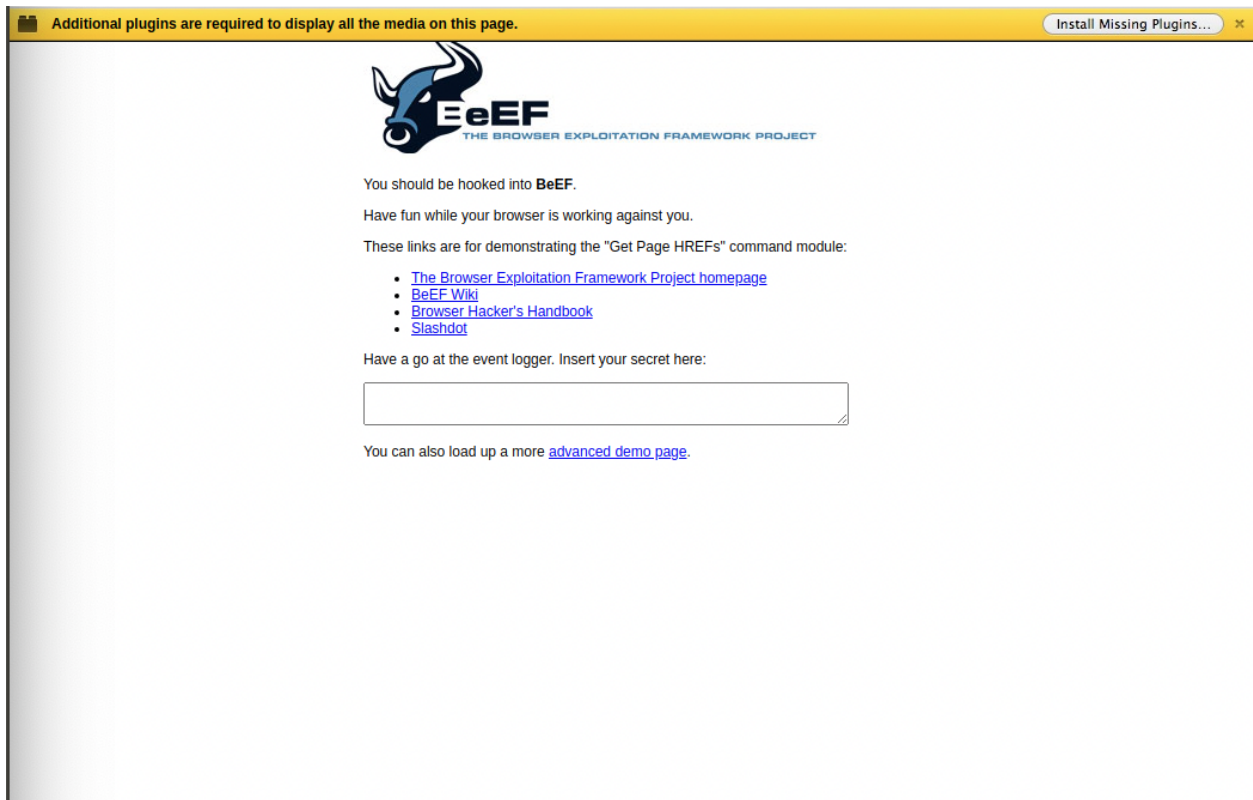 Additional plugins are required to display all the media on this page.
Install Missing Plugins...
BeEF
THE BROWSER EXPLOITATION FRAMEWORK PROJECT
You should be hooked into BeEF.
Have fun while your browser is working against you.
These links are for demonstrating the "Get Page HREFs" command module:
The Browser Exploitation Framework Project homepage
BeEF Wiki
Browser Hacker's Handbook
Slashdot
Have a go at the event logger. Insert your secret here:
You can also load up a more advanced demo page.